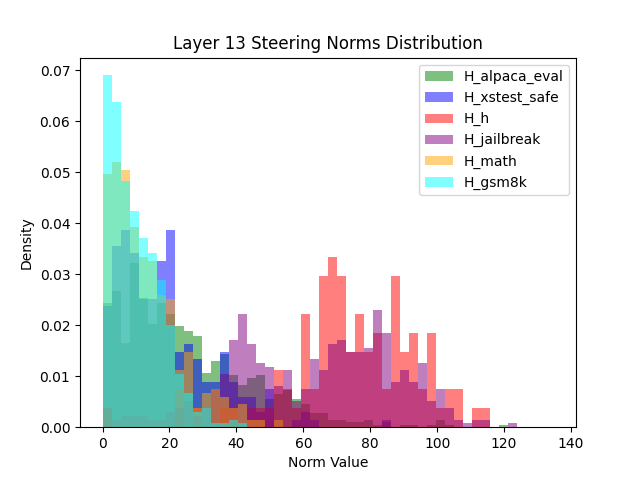 Layer 13 Steering Norms Distribution
H_alpaca_eval
H_xstest_safe
H_h
H_jailbreak
H_math
H_gsm8k
0.07
0.06
0.05
0.04
0.03
0.02
0.01
0.00
Density
0 20 40 60 80 100 120 140
Norm Value